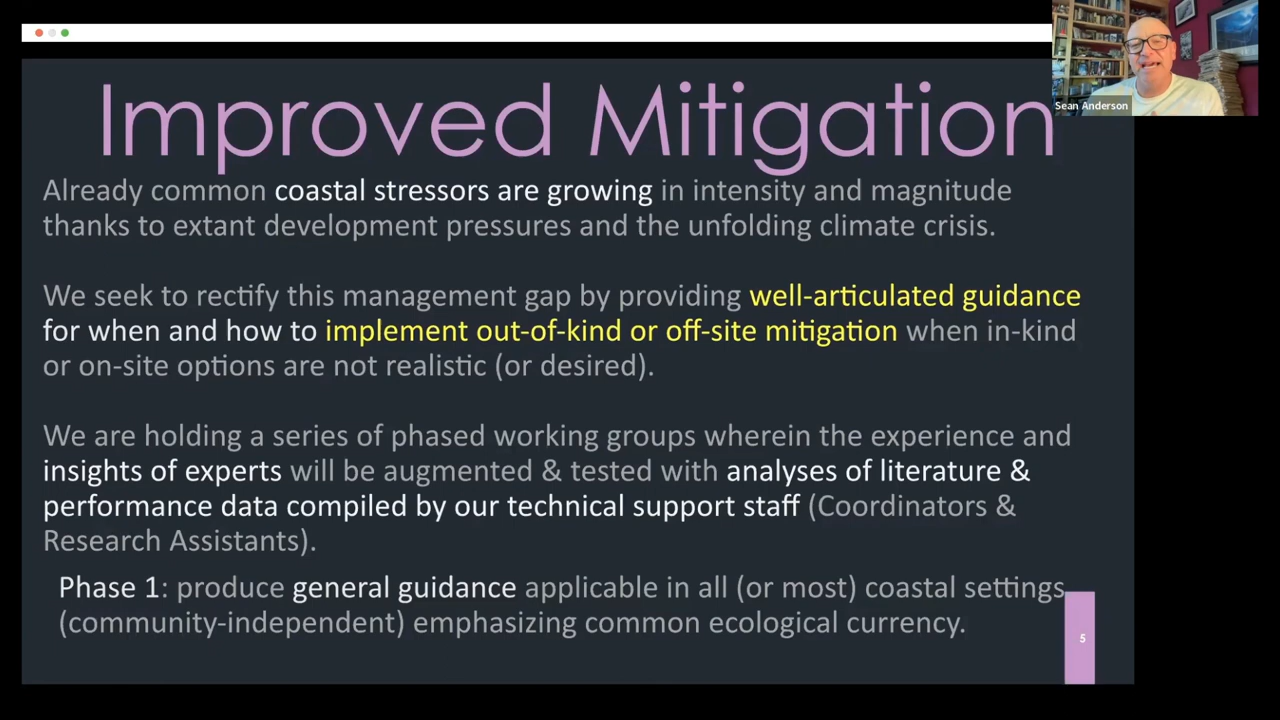 Improved Mitigation
Sean Anderson
Already common coastal stressors are growing in intensity and magnitude
thanks to extant development pressures and the unfolding climate crisis.
We seek to rectify this management gap by providing well-articulated guidance
for when and how to implement out-of-kind or off-site mitigation when in-kind
or on-site options are not realistic (or desired).
We are holding a series of phased working groups wherein the experience and
insights of experts will be augmented & tested with analyses of literature &
performance data compiled by our technical support staff (Coordinators &
Research Assistants).
Phase 1: produce general guidance applicable in all (or most) coastal settings
(community-independent) emphasizing common ecological currency.
5